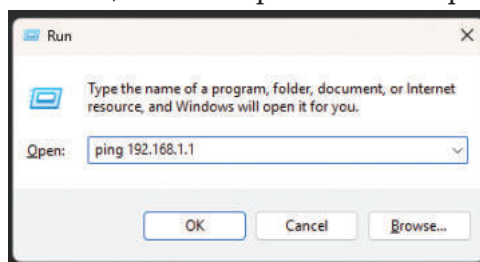 Run
Type the name of a program, folder, document, or Internet
resource, and Windows will open it for you.
Open: ping 192.168.1.1
OK Cancel Browse...